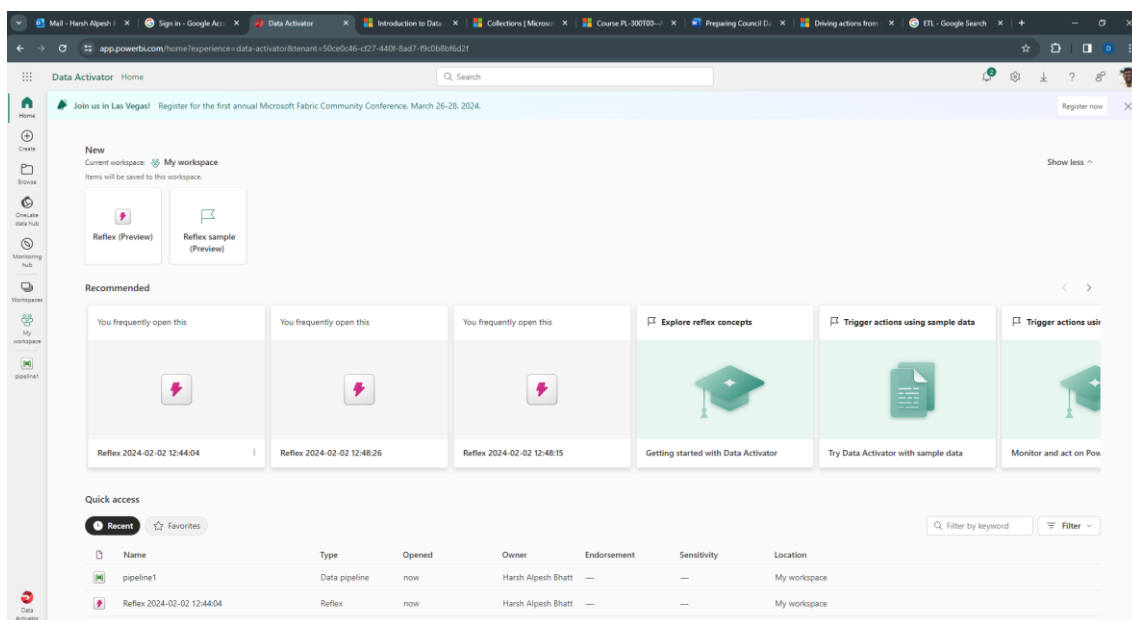 Mail - Harsh Alpesh
Sign in - Google Acc
Data Activator
Introduction to Data
Collections | Microsof
Course PL-300T00--
Preparing Council D
Driving actions from
ETL - Google Search
app.powerbi.com/home?experience=data-activator&tenant=50ce0c46-cf27-440f-8ad7-f9c0b8bf6d2f
Data Activator Home
Search
2
Join us in Las Vegas! Register for the first annual Microsoft Fabric Community Conference. March 26-28. 2024.
Register now
Home
Create
Browse
OneLake
data hub
Monitoring
hub
Workspaces
My
workspace
pipeline1
Data
Activator
New
Current workspace: My workspace
Items will be saved to this workspace.
Show less
Reflex (Preview)
Reflex sample
(Preview)
Recommended
You frequently open this
Reflex 2024-02-02 12:44:04
You frequently open this
Reflex 2024-02-02 12:48:26
You frequently open this
Reflex 2024-02-02 12:48:15
Explore reflex concepts
Getting started with Data Activator
Trigger actions using sample data
Try Data Activator with sample data
Trigger actions usin
Monitor and act on Pow
Quick access
Recent
Favorites
Filter by keyword
Filter
Name Type Opened Owner Endorsement Sensitivity Location
pipeline1 Data pipeline now Harsh Alpesh Bhatt — — My workspace
Reflex 2024-02-02 12:44:04 Reflex now Harsh Alpesh Bhatt — — My workspace